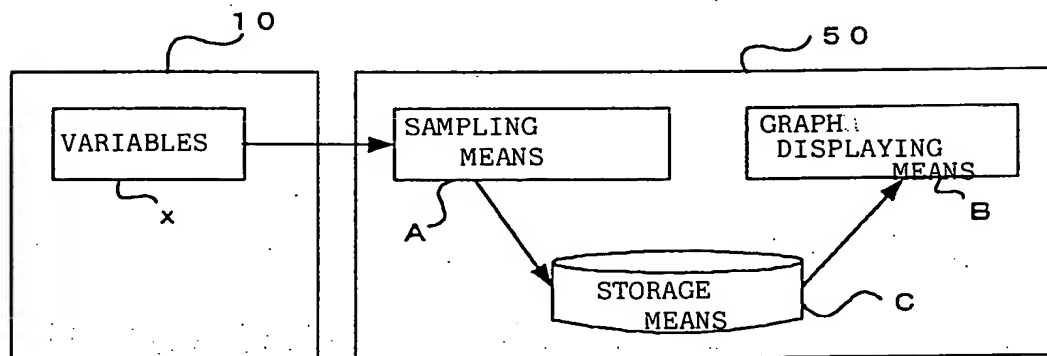 10
50
VARIABLES
SAMPLING
MEANS
GRAPH
DISPLAYING
MEANS
x
A
B
STORAGE
MEANS
C